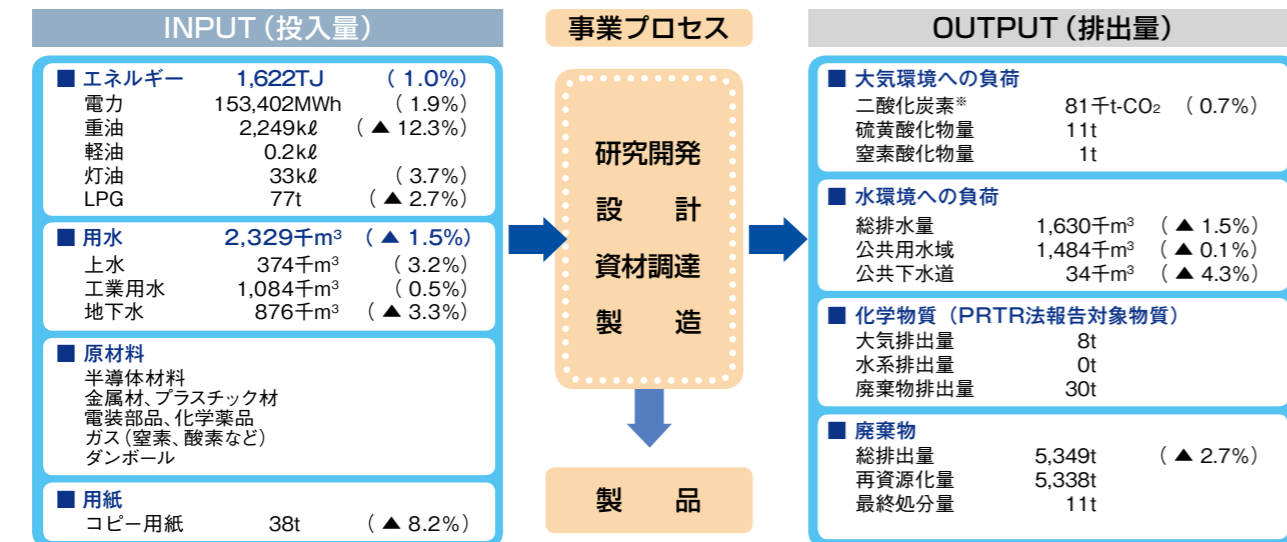 INPUT（投入量）
■ エネルギー 1,622TJ （ 1.0%）
電力 153,402MWh （ 1.9%）
重油 2,249kℓ （ ▲ 12.3%）
軽油 0.2kℓ
灯油 33kℓ （ 3.7%）
LPG 77t （ ▲ 2.7%）
■ 用水 2,329千m³ （ ▲ 1.5%）
上水 374千m³ （ 3.2%）
工業用水 1,084千m³ （ 0.5%）
地下水 876千m³ （ ▲ 3.3%）
■ 原材料
半導体材料
金属材、プラスチック材
電装部品、化学薬品
ガス（窒素、酸素など）
ダンボール
■ 用紙
コピー用紙 38t （ ▲ 8.2%）
事業プロセス
研究開発
設 計
資材調達
製 造
製 品
OUTPUT（排出量）
■ 大気環境への負荷
二酸化炭素※ 81千t-CO₂ （ 0.7%）
硫黄酸化物量 11t
窒素酸化物量 1t
■ 水環境への負荷
総排水量 1,630千m³ （ ▲ 1.5%）
公共用水域 1,484千m³ （ ▲ 0.1%）
公共下水道 34千m³ （ ▲ 4.3%）
■ 化学物質（PRTR法報告対象物質）
大気排出量 8t
水系排出量 0t
廃棄物排出量 30t
■ 廃棄物
総排出量 5,349t （ ▲ 2.7%）
再資源化量 5,338t
最終処分量 11t